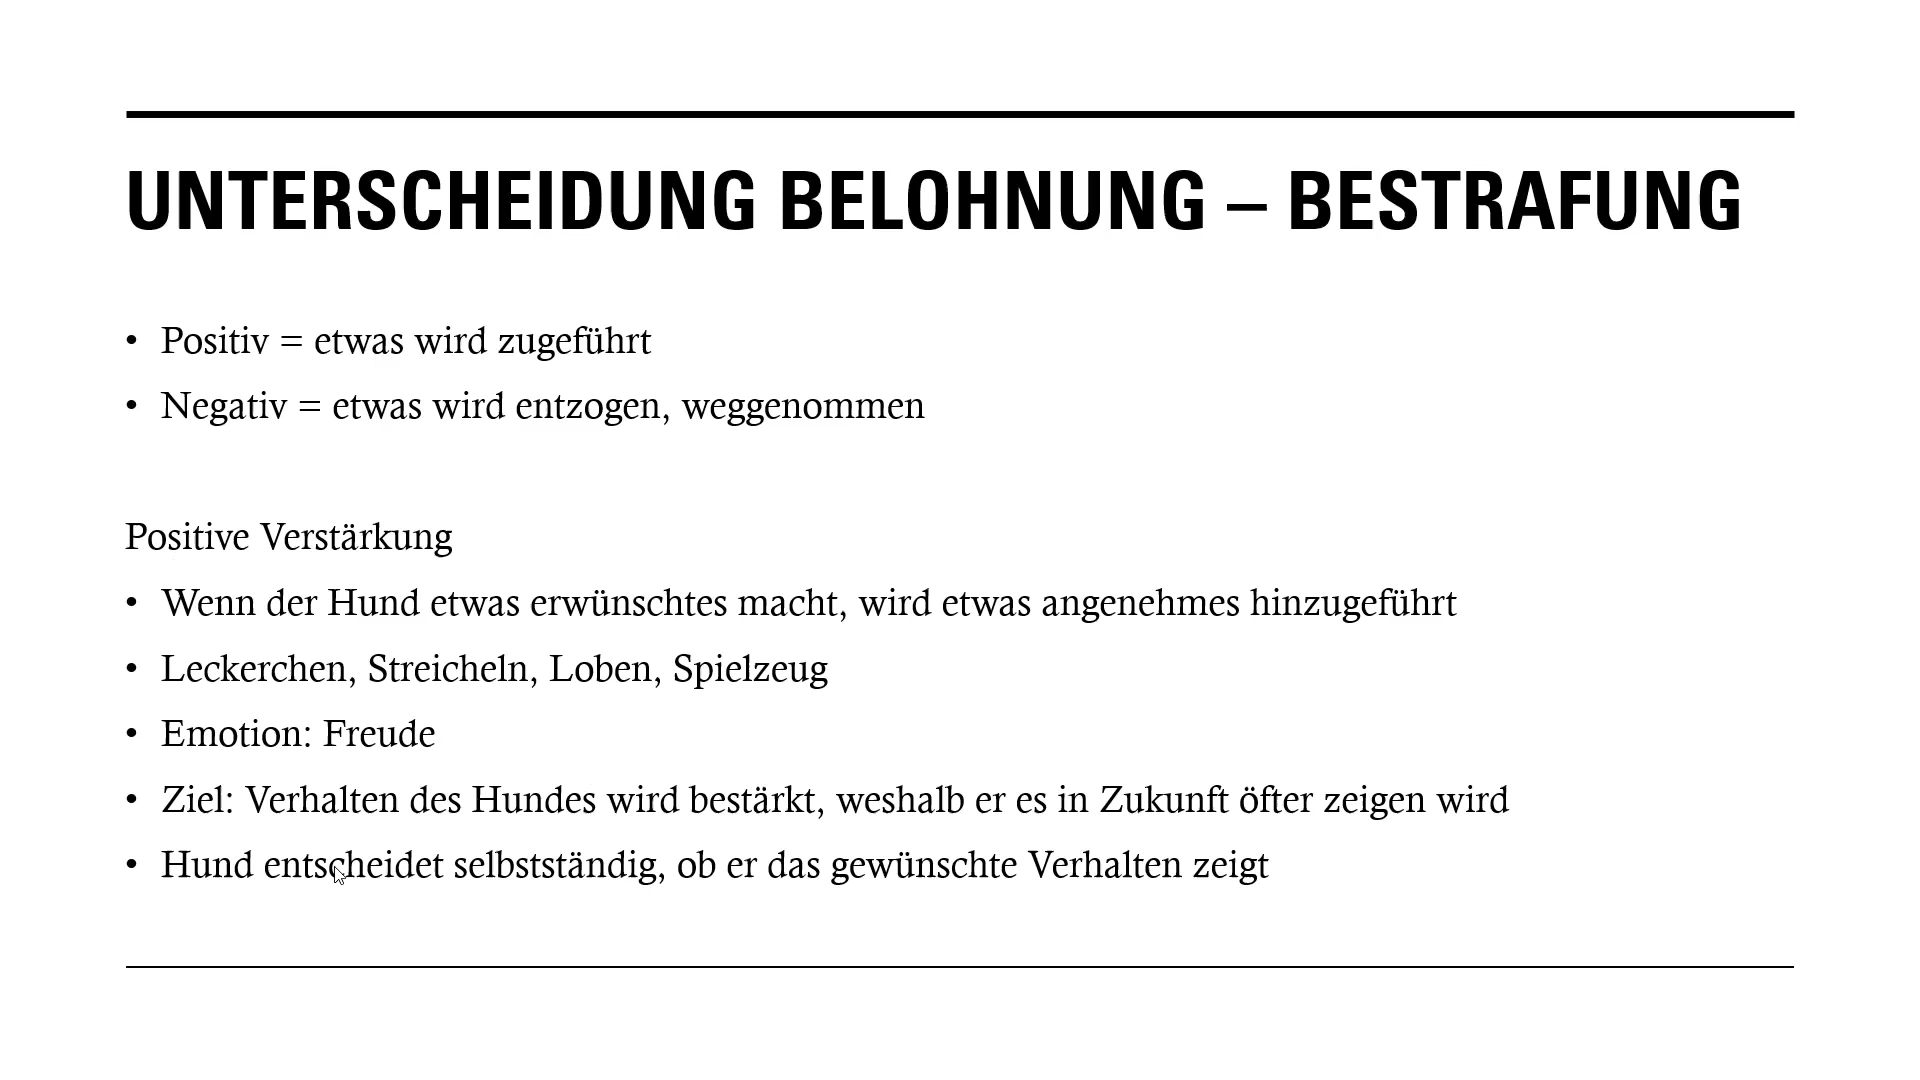 UNTERSCHEIDUNG BELOHNUNG – BESTRAFUNG
• Positiv = etwas wird zugeführt
• Negativ = etwas wird entzogen, weggenommen
Positive Verstärkung
• Wenn der Hund etwas erwünschtes macht, wird etwas angenehmes hinzugeführt
• Leckerchen, Streicheln, Loben, Spielzeug
• Emotion: Freude
• Ziel: Verhalten des Hundes wird bestärkt, weshalb er es in Zukunft öfter zeigen wird
• Hund entscheidet selbstständig, ob er das gewünschte Verhalten zeigt